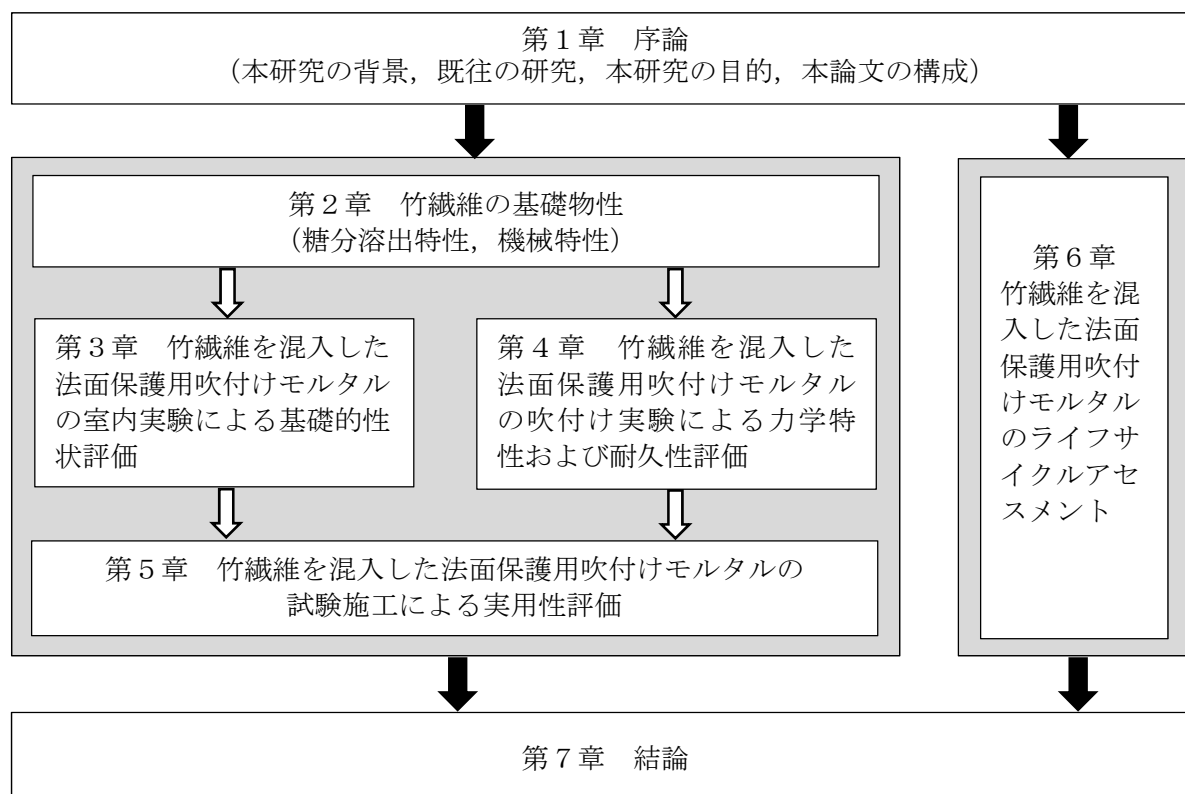 第１章　序論
（本研究の背景，既往の研究，本研究の目的，本論文の構成）
第２章　竹繊維の基礎物性
（糖分溶出特性，機械特性）
第３章　竹繊維を混入した
法面保護用吹付けモルタル
の室内実験による基礎的性
状評価
第４章　竹繊維を混入した
法面保護用吹付けモルタル
の吹付け実験による力学特
性および耐久性評価
第５章　竹繊維を混入した法面保護用吹付けモルタルの
試験施工による実用性評価
第６章
竹繊維を混
入した法面
保護用吹付
けモルタル
のライフサ
イクルアセ
スメント
第７章　結論